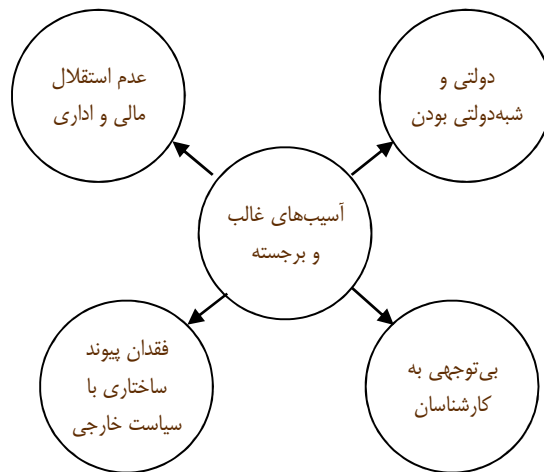 دولتی و
شبه‌دولتی بودن
عدم استقلال
مالی و اداری
آسیب‌های غالب
و برجسته
بی‌توجهی به
کارشناسان
فقدان پیوند
ساختاری با
سیاست خارجی